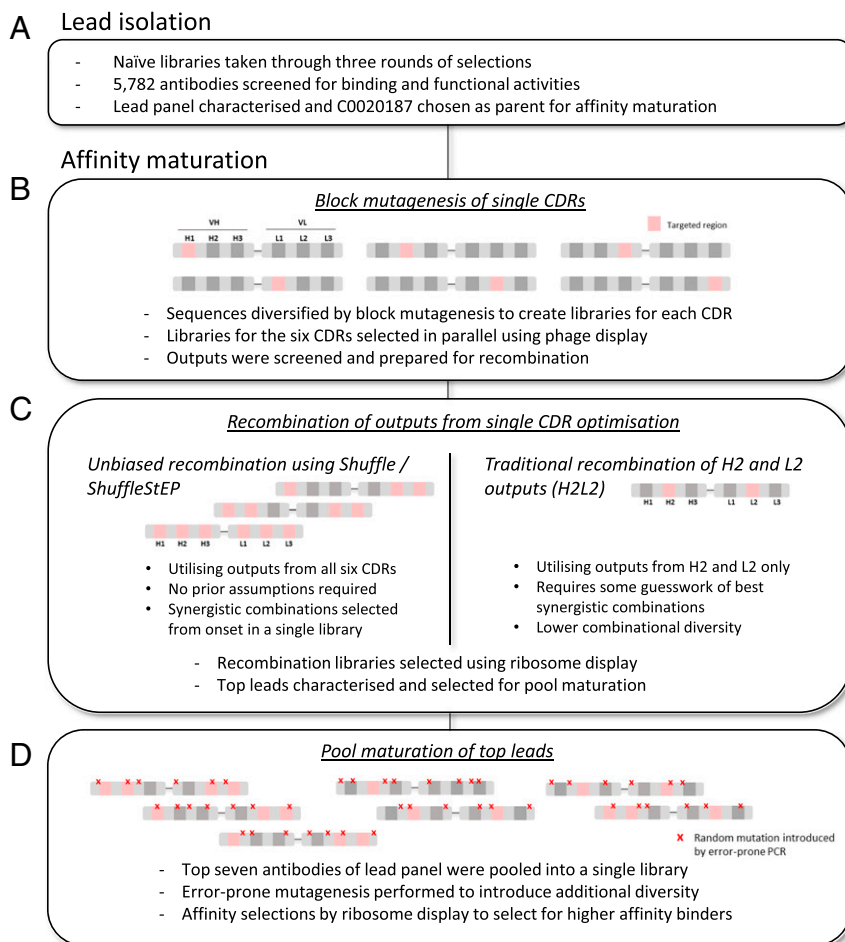 A
Lead isolation
- Naïve libraries taken through three rounds of selections
- 5,782 antibodies screened for binding and functional activities
- Lead panel characterised and C0020187 chosen as parent for affinity maturation
Affinity maturation
B
Block mutagenesis of single CDRs
VH VL
H1 H2 H3 L1 L2 L3
Targeted region
- Sequences diversified by block mutagenesis to create libraries for each CDR
- Libraries for the six CDRs selected in parallel using phage display
- Outputs were screened and prepared for recombination
C
Recombination of outputs from single CDR optimisation
Unbiased recombination using Shuffle /
ShuffleStEP
H1 H2 H3 L1 L2 L3
• Utilising outputs from all six CDRs
• No prior assumptions required
• Synergistic combinations selected
from onset in a single library
Traditional recombination of H2 and L2
outputs (H2L2)
H1 H2 H3 L1 L2 L3
• Utilising outputs from H2 and L2 only
• Requires some guesswork of best
synergistic combinations
• Lower combinational diversity
- Recombination libraries selected using ribosome display
- Top leads characterised and selected for pool maturation
D
Pool maturation of top leads
x Random mutation introduced
by error-prone PCR
- Top seven antibodies of lead panel were pooled into a single library
- Error-prone mutagenesis performed to introduce additional diversity
- Affinity selections by ribosome display to select for higher affinity binders